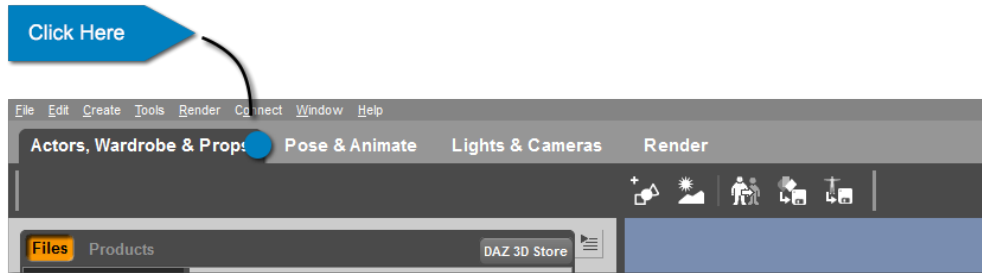 Click Here
File Edit Create Tools Render Connect Window Help
Actors, Wardrobe & Props Pose & Animate Lights & Cameras Render
Files Products DAZ 3D Store